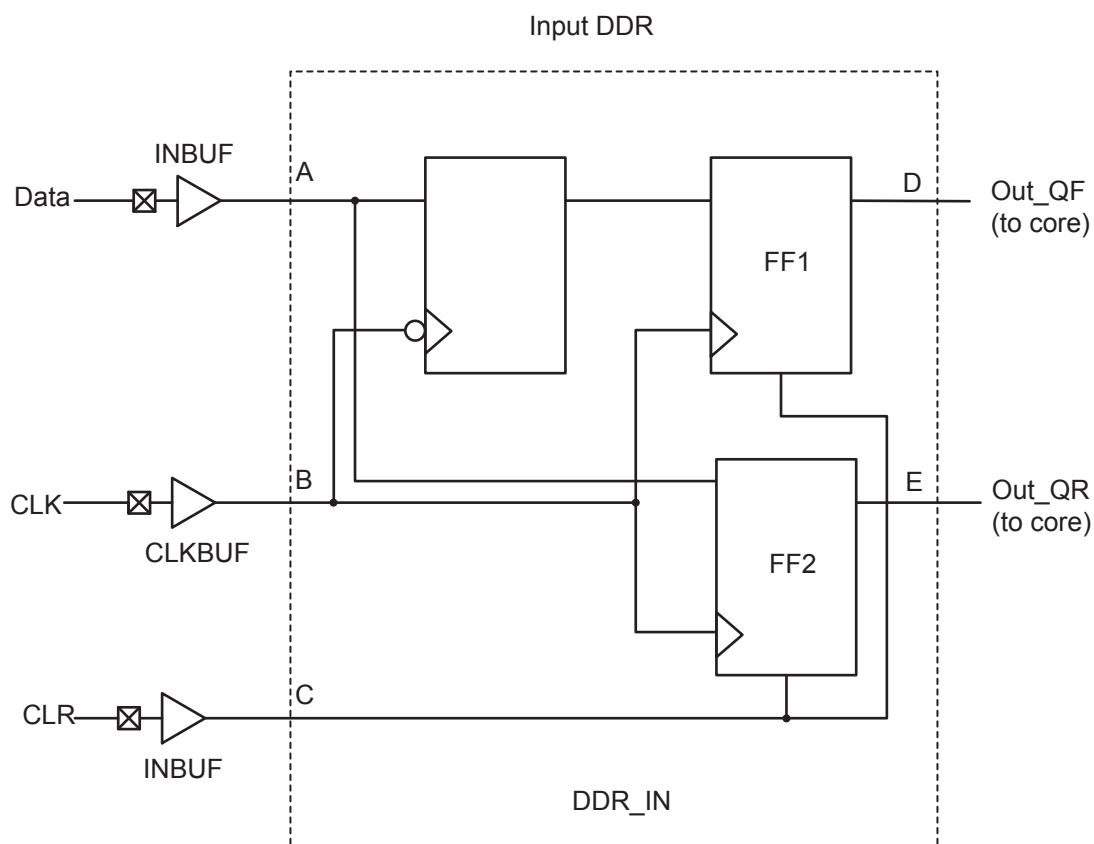 Input DDR
INBUF
A
D
Data
Out_QF
(to core)
FF1
B
E
CLK
Out_QR
(to core)
CLKBUF
FF2
C
CLR
INBUF
DDR_IN